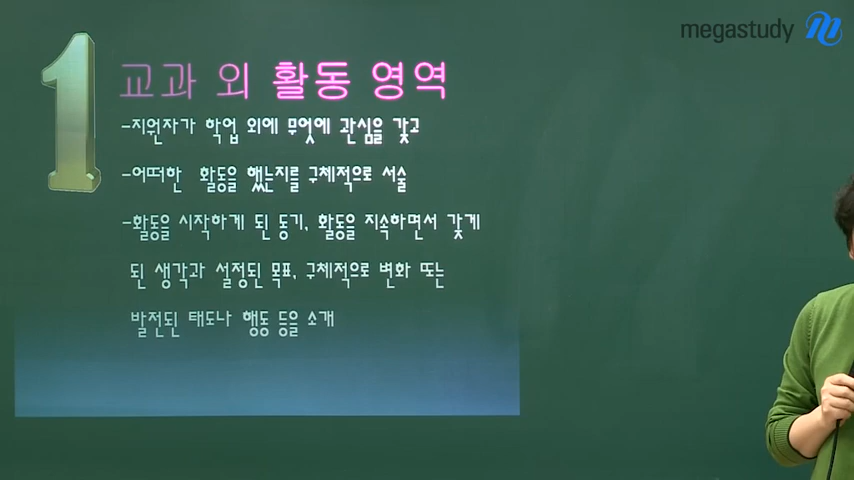 megastudy
1
교과 외 활동 영역
-지원자가 학업 외에 무엇에 관심을 갖고
-어떠한 활동을 했는지를 구체적으로 서술
-활동을 시작하게 된 동기, 활동을 지속하면서 갖게
된 생각과 설정된 목표, 구체적으로 변화 또는
발전된 태도나 행동 등을 소개